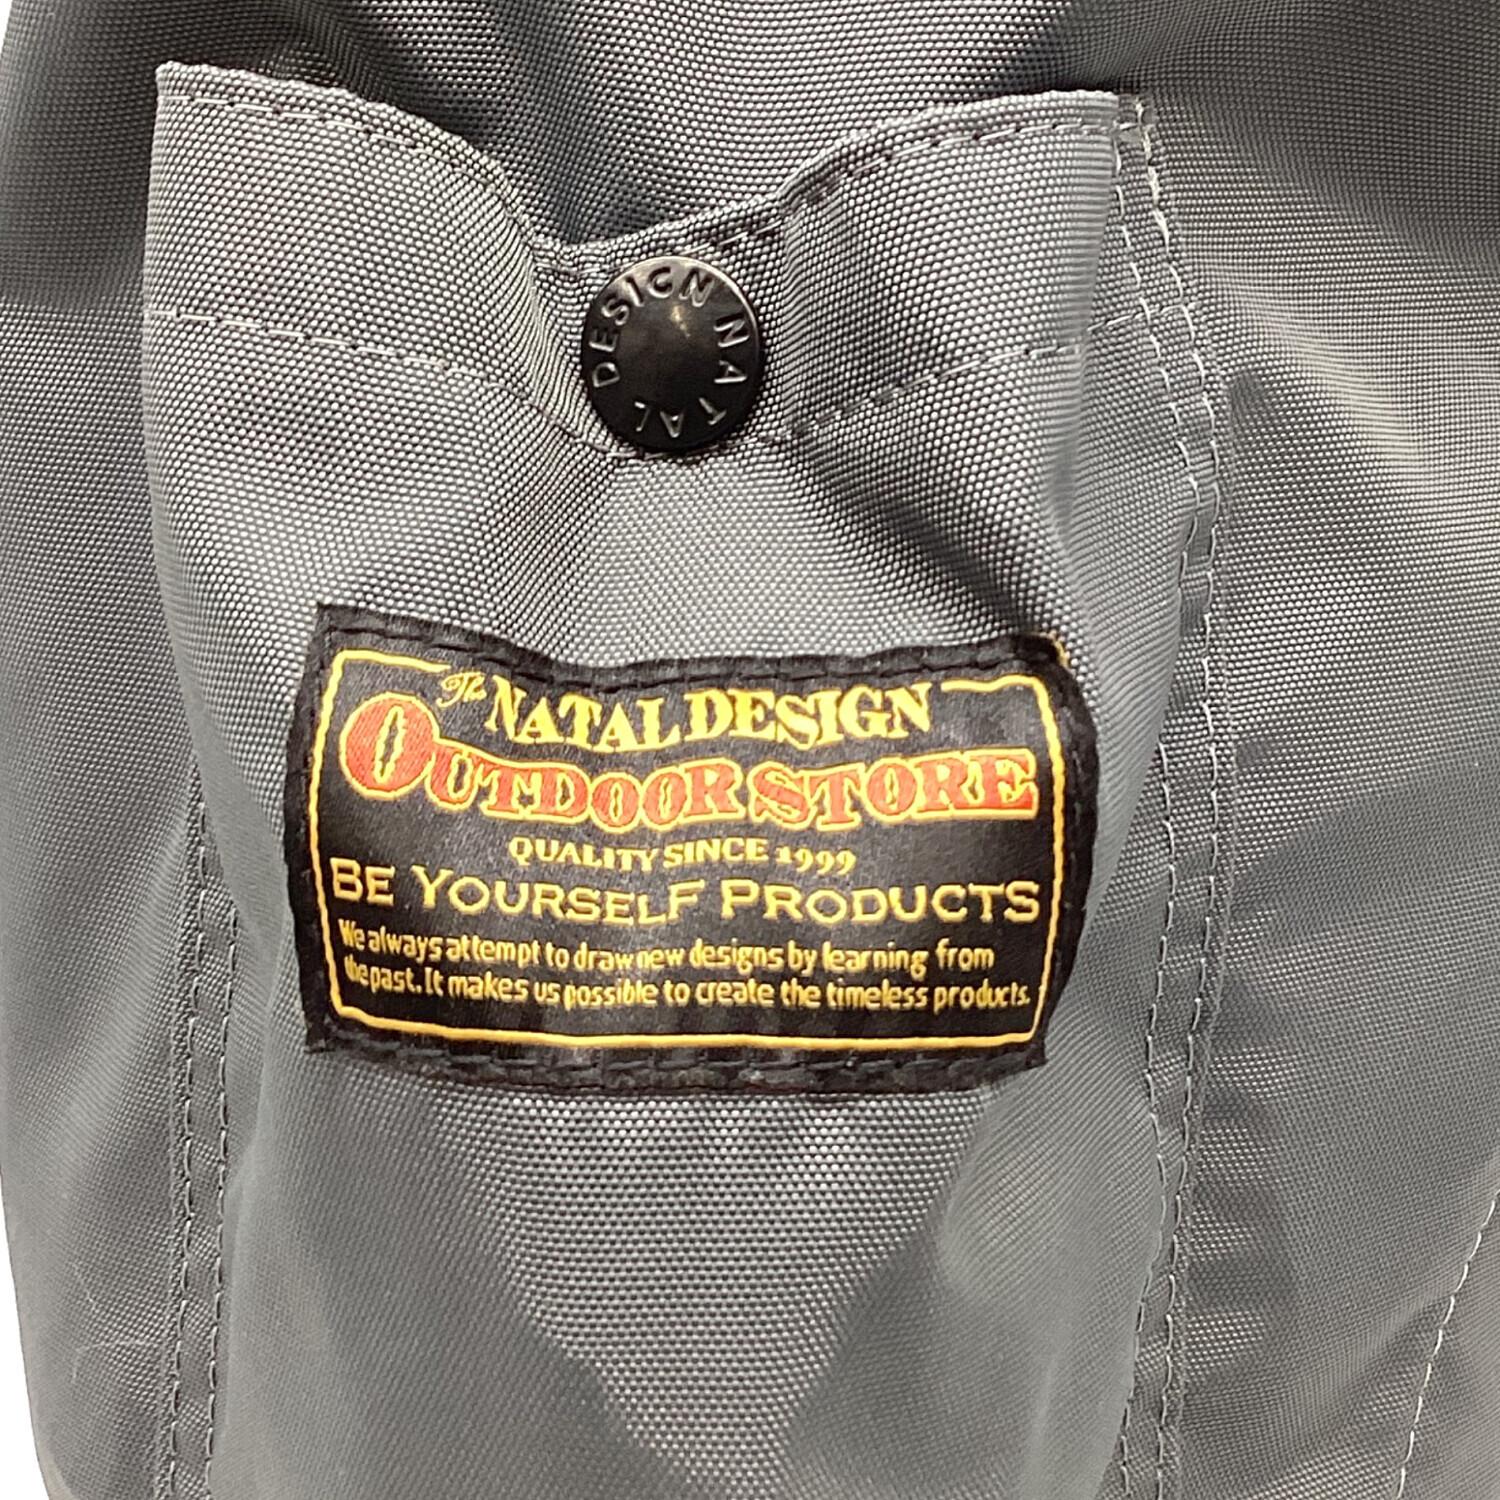 DESIGN NATAL
The NATAL DESIGN
OUTDOOR STORE
QUALITY SINCE 1999
BE YOURSELF PRODUCTS
We always attempt to draw new designs by learning from
the past. It makes us possible to create the timeless products.